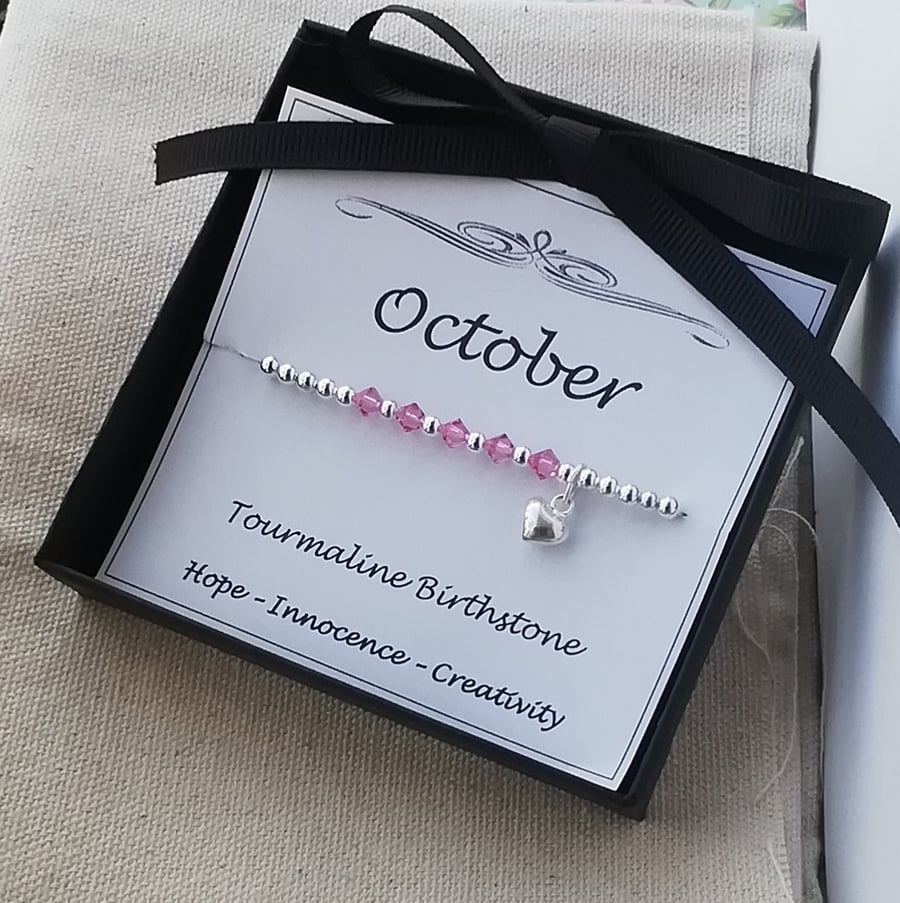 October
Tourmaline Birthstone
Hope - Innocence - Creativity